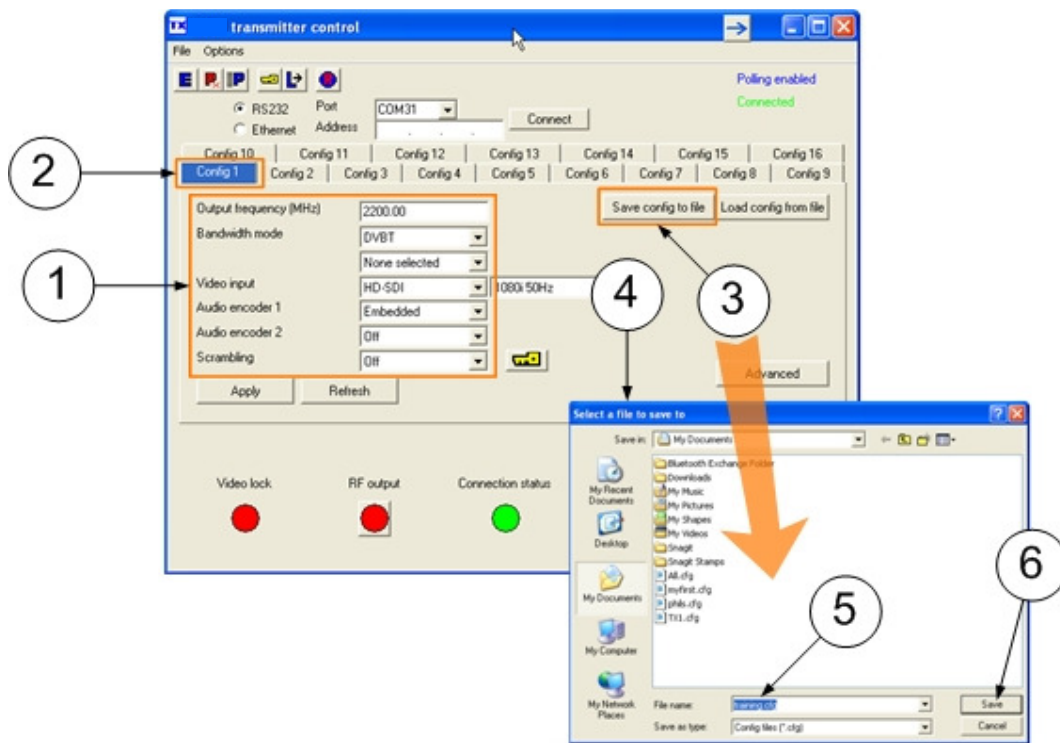 TX transmitter control
File Options
E P P
Polling enabled
RS232 Port COM31
Connected
Ethernet Address . . . Connect
Config 10 Config 11 Config 12 Config 13 Config 14 Config 15 Config 16
2
Config 1 Config 2 Config 3 Config 4 Config 5 Config 6 Config 7 Config 8 Config 9
Output frequency (MHz) 2200.00 Save config to file Load config from file
Bandwidth mode DVBT
None selected
1
Video input HD-SDI 1080i 50Hz
4
3
Audio encoder 1 Embedded
Audio encoder 2 Off
Scrambling Off
Advanced
Apply Refresh
Select a file to save to
Save in: My Documents
Video lock RF output Connection status
My Recent Documents
Desktop
My Documents
My Computer
My Network Places
Bluetooth Exchange Folder
Downloads
My Music
My Pictures
My Shapes
My Videos
Snagit
Snagit Stamps
All.cfg
myfirst.cfg
phils.cfg
TX1.cfg
6
5
File name: training.cfg Save
Save as type: Config files (*.cfg) Cancel